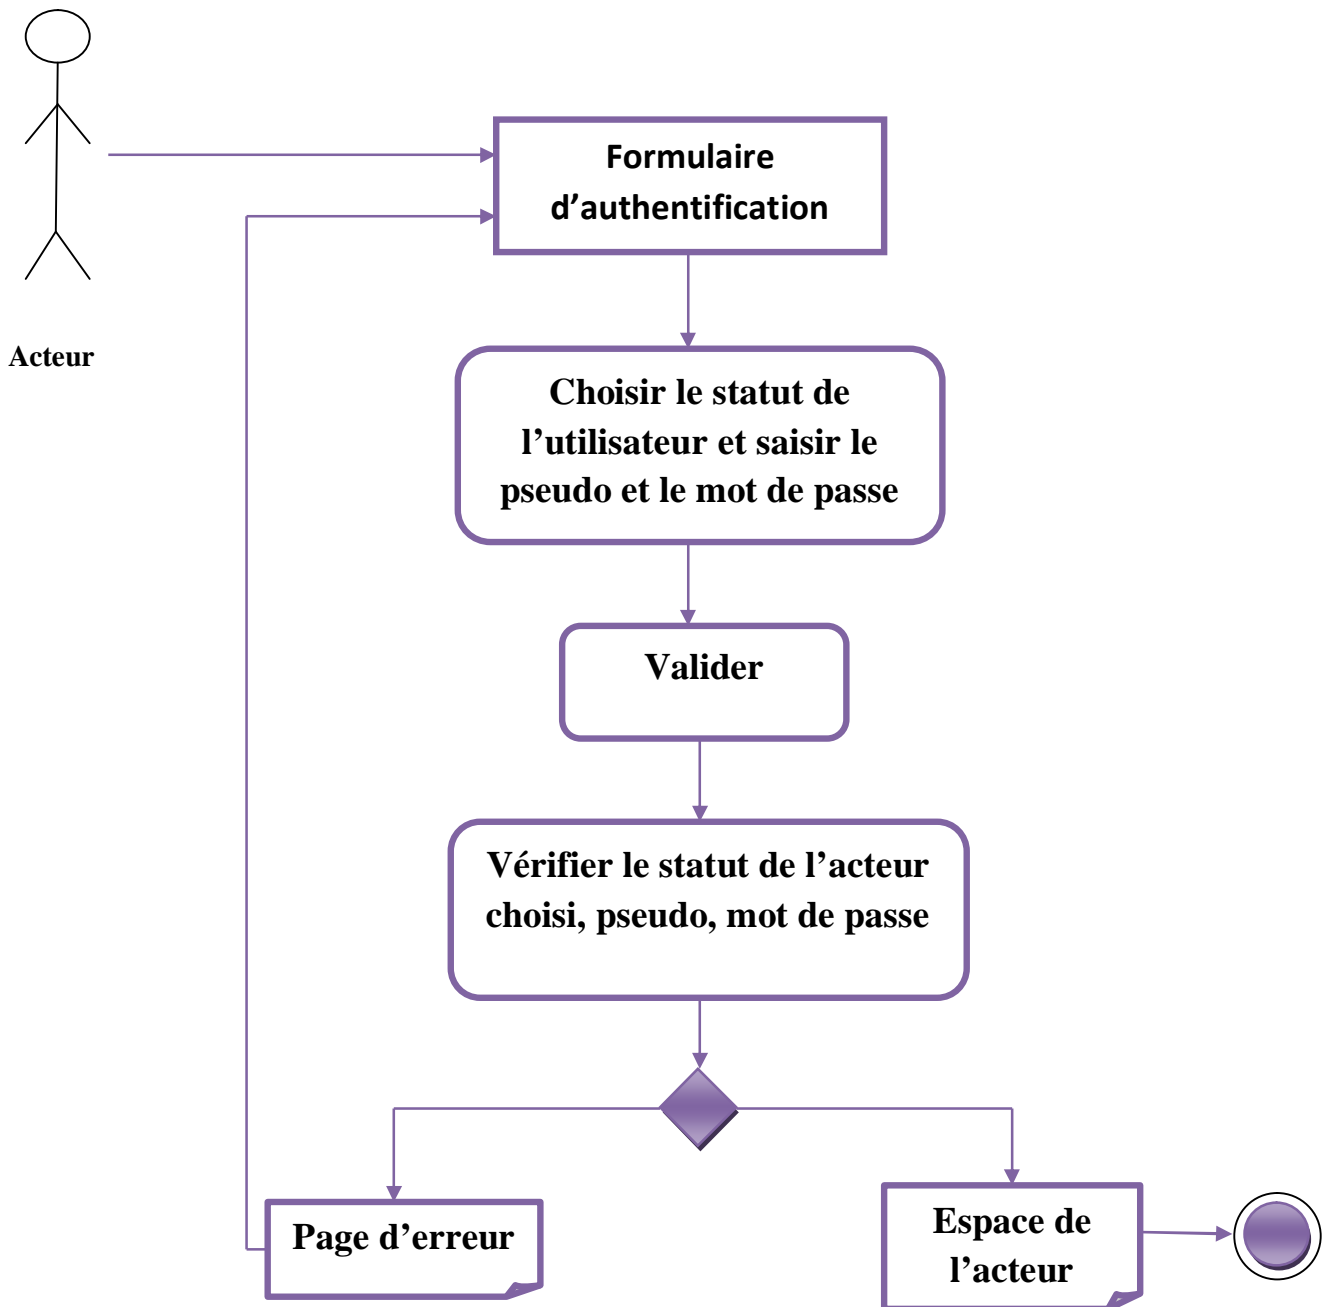 Formulaire
d’authentification
Acteur
Choisir le statut de
l’utilisateur et saisir le
pseudo et le mot de passe
Valider
Vérifier le statut de l’acteur
choisi, pseudo, mot de passe
Page d’erreur
Espace de
l’acteur